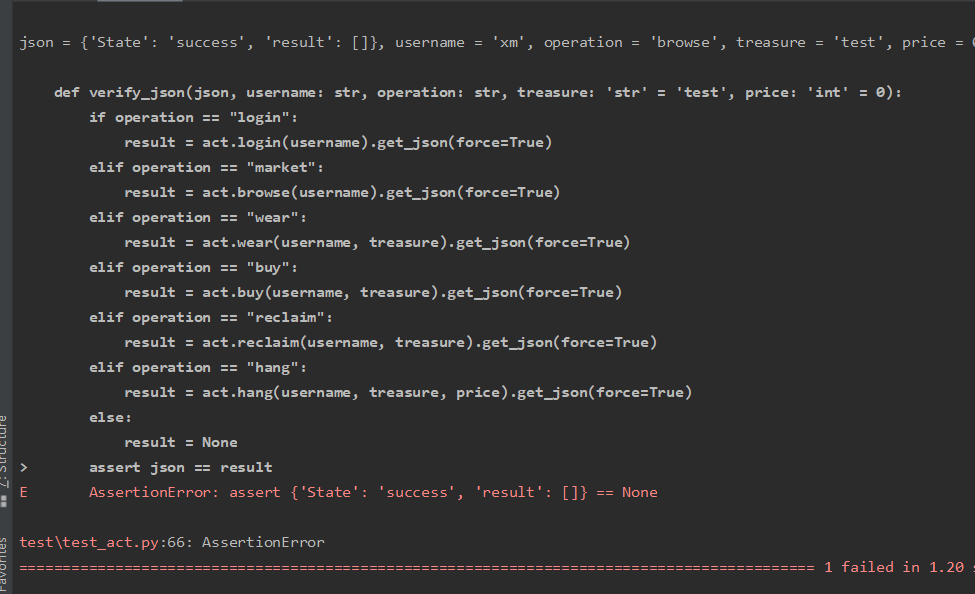 json = {'State': 'success', 'result': []}, username = 'xm', operation = 'browse', treasure = 'test', price =
def verify_json(json, username: str, operation: str, treasure: 'str' = 'test', price: 'int' = 0):
if operation == "login":
result = act.login(username).get_json(force=True)
elif operation == "market":
result = act.browse(username).get_json(force=True)
elif operation == "wear":
result = act.wear(username, treasure).get_json(force=True)
elif operation == "buy":
result = act.buy(username, treasure).get_json(force=True)
elif operation == "reclaim":
result = act.reclaim(username, treasure).get_json(force=True)
elif operation == "hang":
result = act.hang(username, treasure, price).get_json(force=True)
else:
result = None
> assert json == result
E AssertionError: assert {'State': 'success', 'result': []} == None
test\test_act.py:66: AssertionError
=========================================================================================== 1 failed in 1.20 s
Z: Structure
Favorites